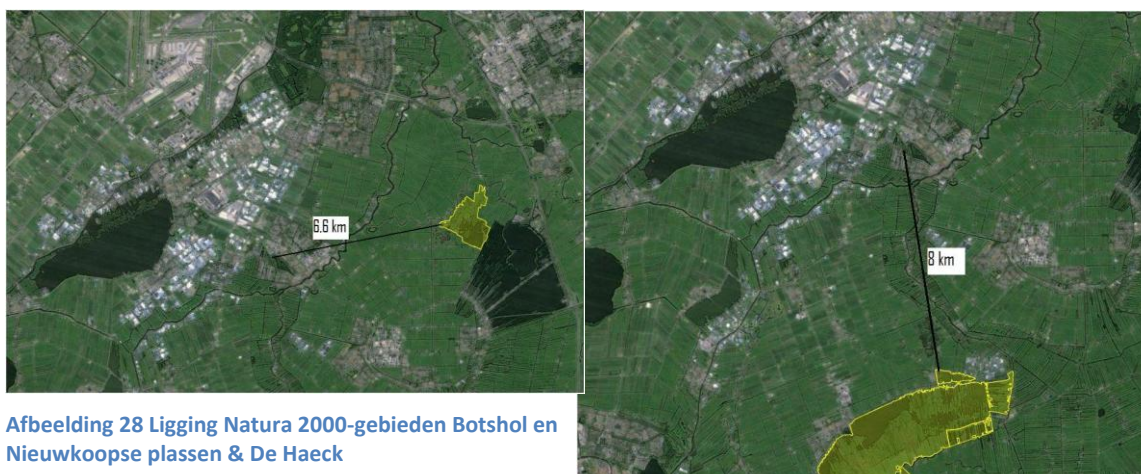 6,6 km
8 km
Afbeelding 28 Ligging Natura 2000-gebieden Botshol en
Nieuwkoopse plassen & De Haeck